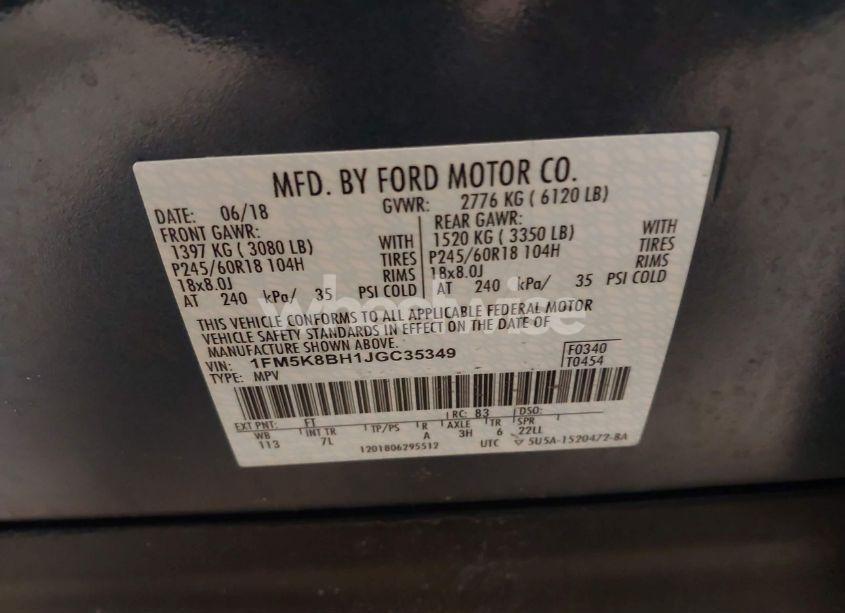 MFD. BY FORD MOTOR CO.
DATE: 06/18 GVWR: 2776 KG ( 6120 LB)
FRONT GAWR: REAR GAWR:
1397 KG ( 3080 LB) WITH 1520 KG ( 3350 LB) WITH
P245/60R18 104H TIRES P245/60R18 104H TIRES
18x8.0J RIMS 18x8.0J RIMS
AT 240 kPa/ 35 PSI COLD AT 240 kPa/ 35 PSI COLD
wheelwise
THIS VEHICLE CONFORMS TO ALL APPLICABLE FEDERAL MOTOR
VEHICLE SAFETY STANDARDS IN EFFECT ON THE DATE OF
MANUFACTURE SHOWN ABOVE.
VIN: 1FM5K8BH1JGC35349 F0340
TYPE: MPV T0454
EXT PNT: FT RC: 83 DSO:
WB INT TR TP/PS R AXLE TR SPR
113 7L A 3H 6 22LL
1201806295512 UTC 5U5A-1520472-BA